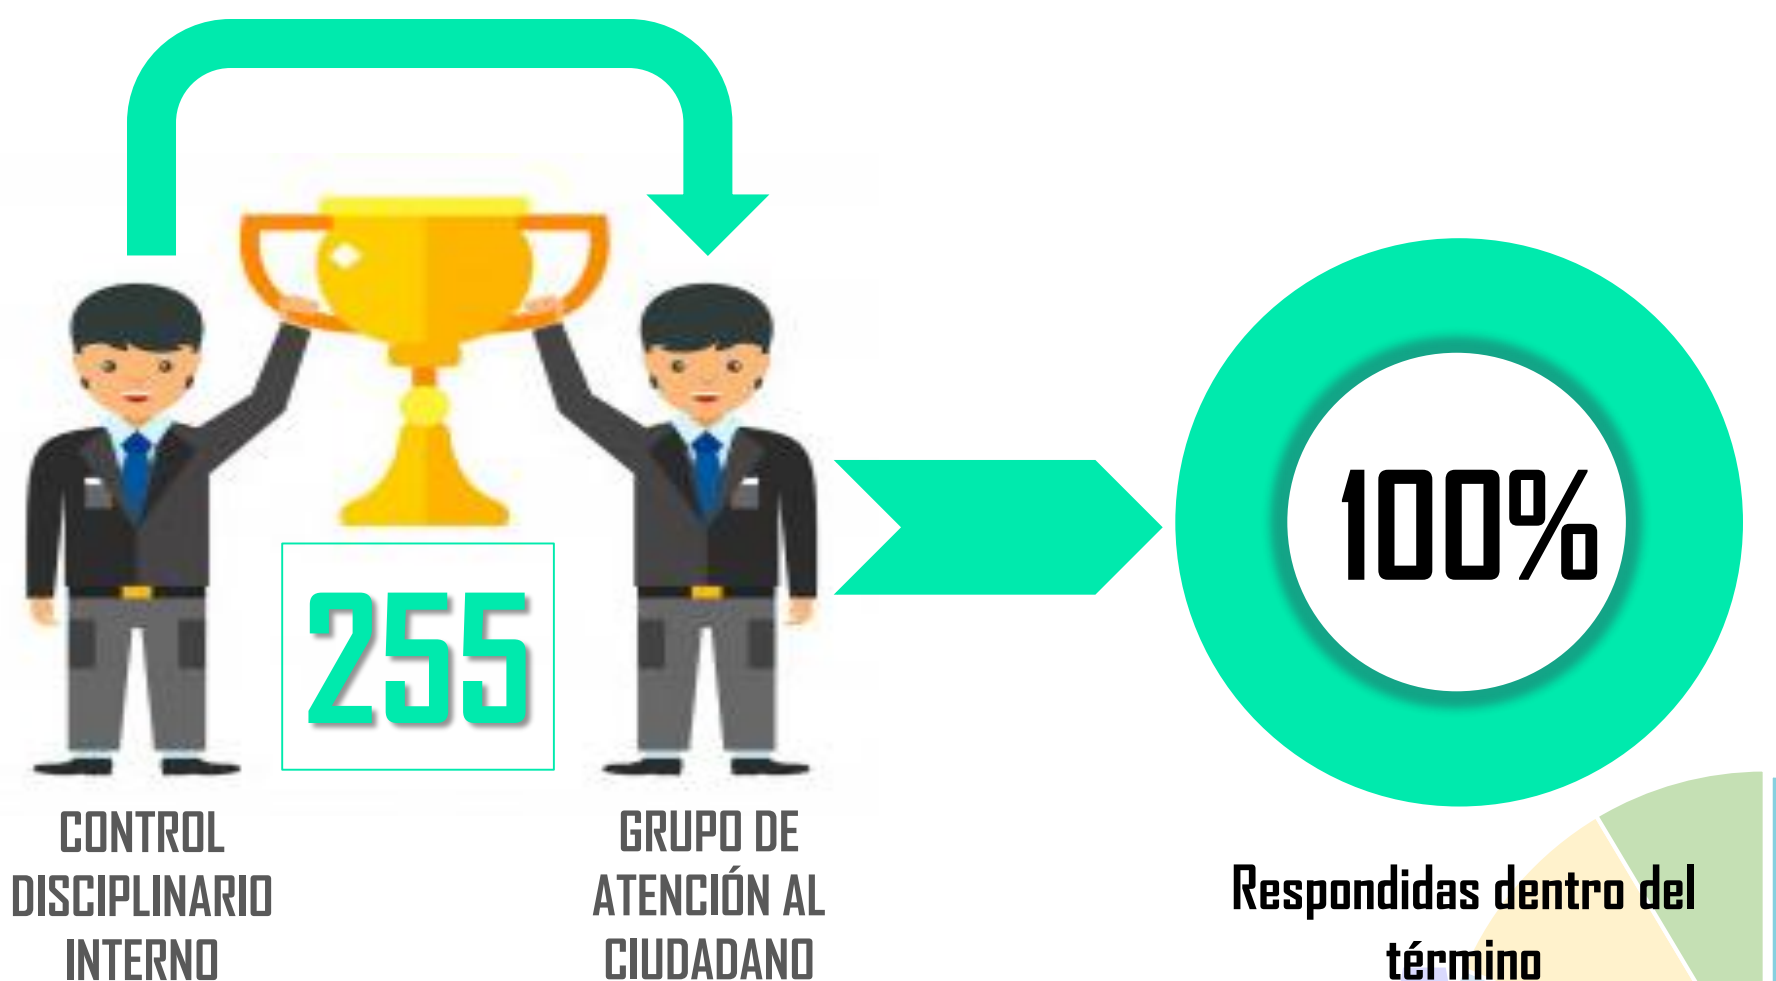 255
CONTROL
DISCIPLINARIO
INTERNO
GRUPO DE
ATENCIÓN AL
CIUDADANO
100%
Respondidas dentro del
término